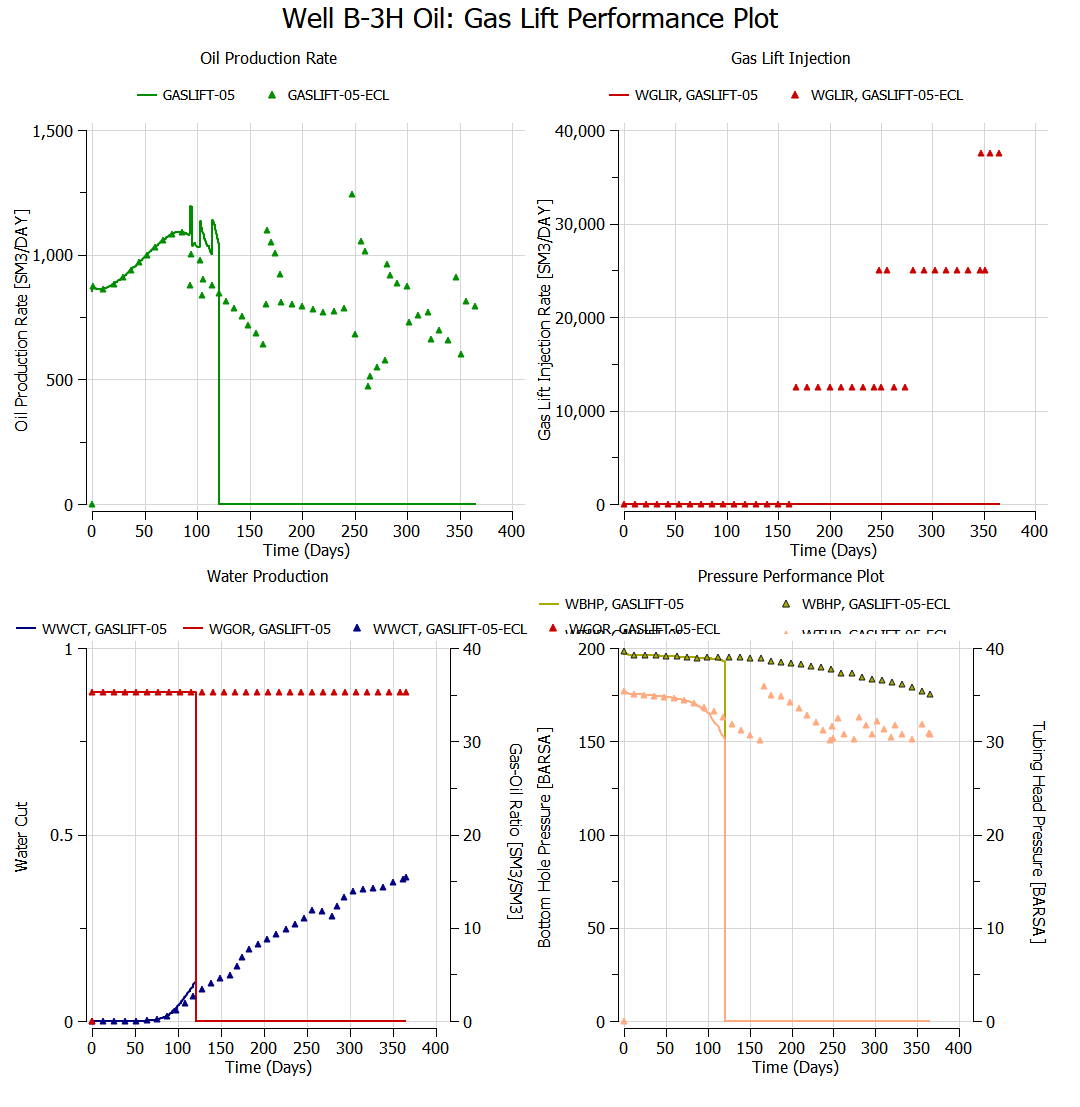 Well B-3H Oil: Gas Lift Performance Plot
Oil Production Rate
GASLIFT-05 GASLIFT-05-ECL
1,500
1,000
500
0
Oil Production Rate [SM3/DAY]
0 50 100 150 200 250 300 350 400
Time (Days)
Gas Lift Injection
WGLIR, GASLIFT-05 WGLIR, GASLIFT-05-ECL
40,000
30,000
20,000
10,000
0
Gas Lift Injection Rate [SM3/DAY]
0 50 100 150 200 250 300 350 400
Time (Days)
Water Production
WWCT, GASLIFT-05 WGOR, GASLIFT-05 WWCT, GASLIFT-05-ECL WGOR, GASLIFT-05-ECL
1
0.5
0
Water Cut
40
30
20
10
0
Gas-Oil Ratio [SM3/SM3]
0 50 100 150 200 250 300 350 400
Time (Days)
Pressure Performance Plot
WBHP, GASLIFT-05 WBHP, GASLIFT-05-ECL
200
150
100
50
0
Bottom Hole Pressure [BARSA]
40
30
20
10
0
Tubing Head Pressure [BARSA]
0 50 100 150 200 250 300 350 400
Time (Days)